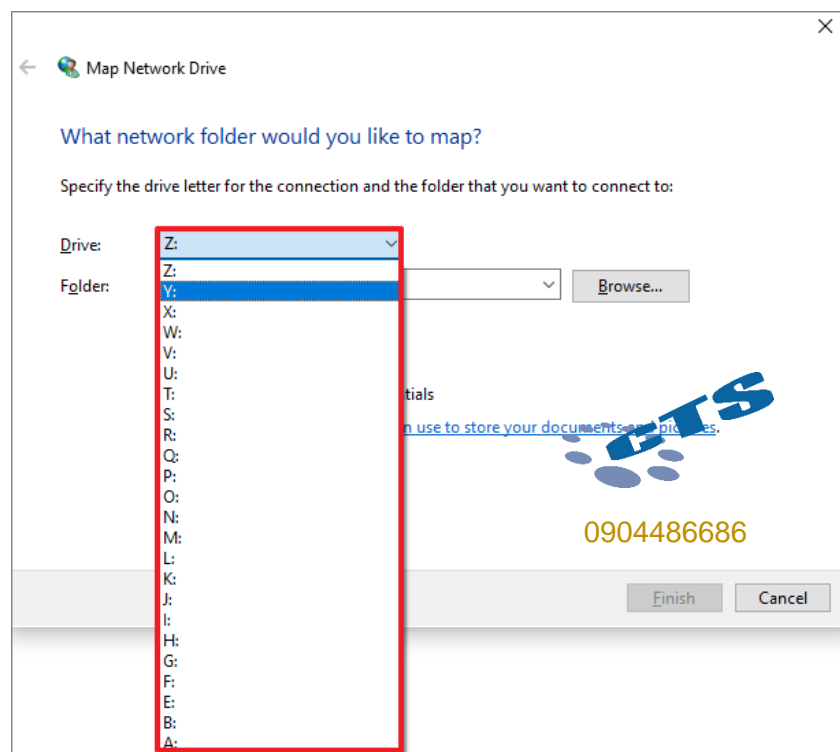 Map Network Drive
What network folder would you like to map?
Specify the drive letter for the connection and the folder that you want to connect to:
Drive: Z:
Z:
Folder: Y: Browse...
X:
W:
V:
U:
T: tials
S:
R: n use to store your documents and pictures.
Q:
P:
O:
N:
M:
L:
K:
J:
I:
H:
G:
F:
E:
B:
A:
CTS
0904486686
Finish Cancel